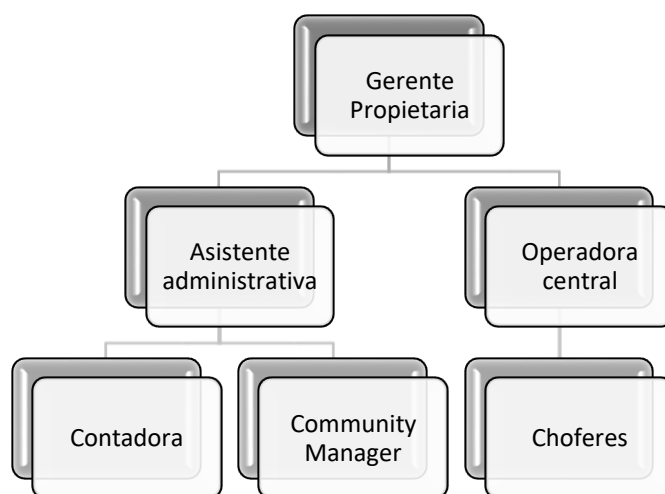 Gerente
Propietaria
Asistente
administrativa
Operadora
central
Contadora
Community
Manager
Choferes